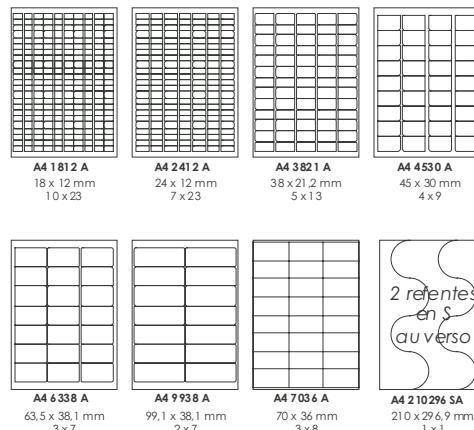 A4 1812 A
18 x 12 mm
10 x 23
A4 2412 A
24 x 12 mm
7 x 23
A4 3821 A
38 x 21,2 mm
5 x 13
A4 4530 A
45 x 30 mm
4 x 9
2 refentes
en S
au verso
A4 6338 A
63,5 x 38,1 mm
3 x 7
A4 9938 A
99,1 x 38,1 mm
2 x 7
A4 7036 A
70 x 36 mm
3 x 8
A4 210296 SA
210 x 296,9 mm
1 x 1